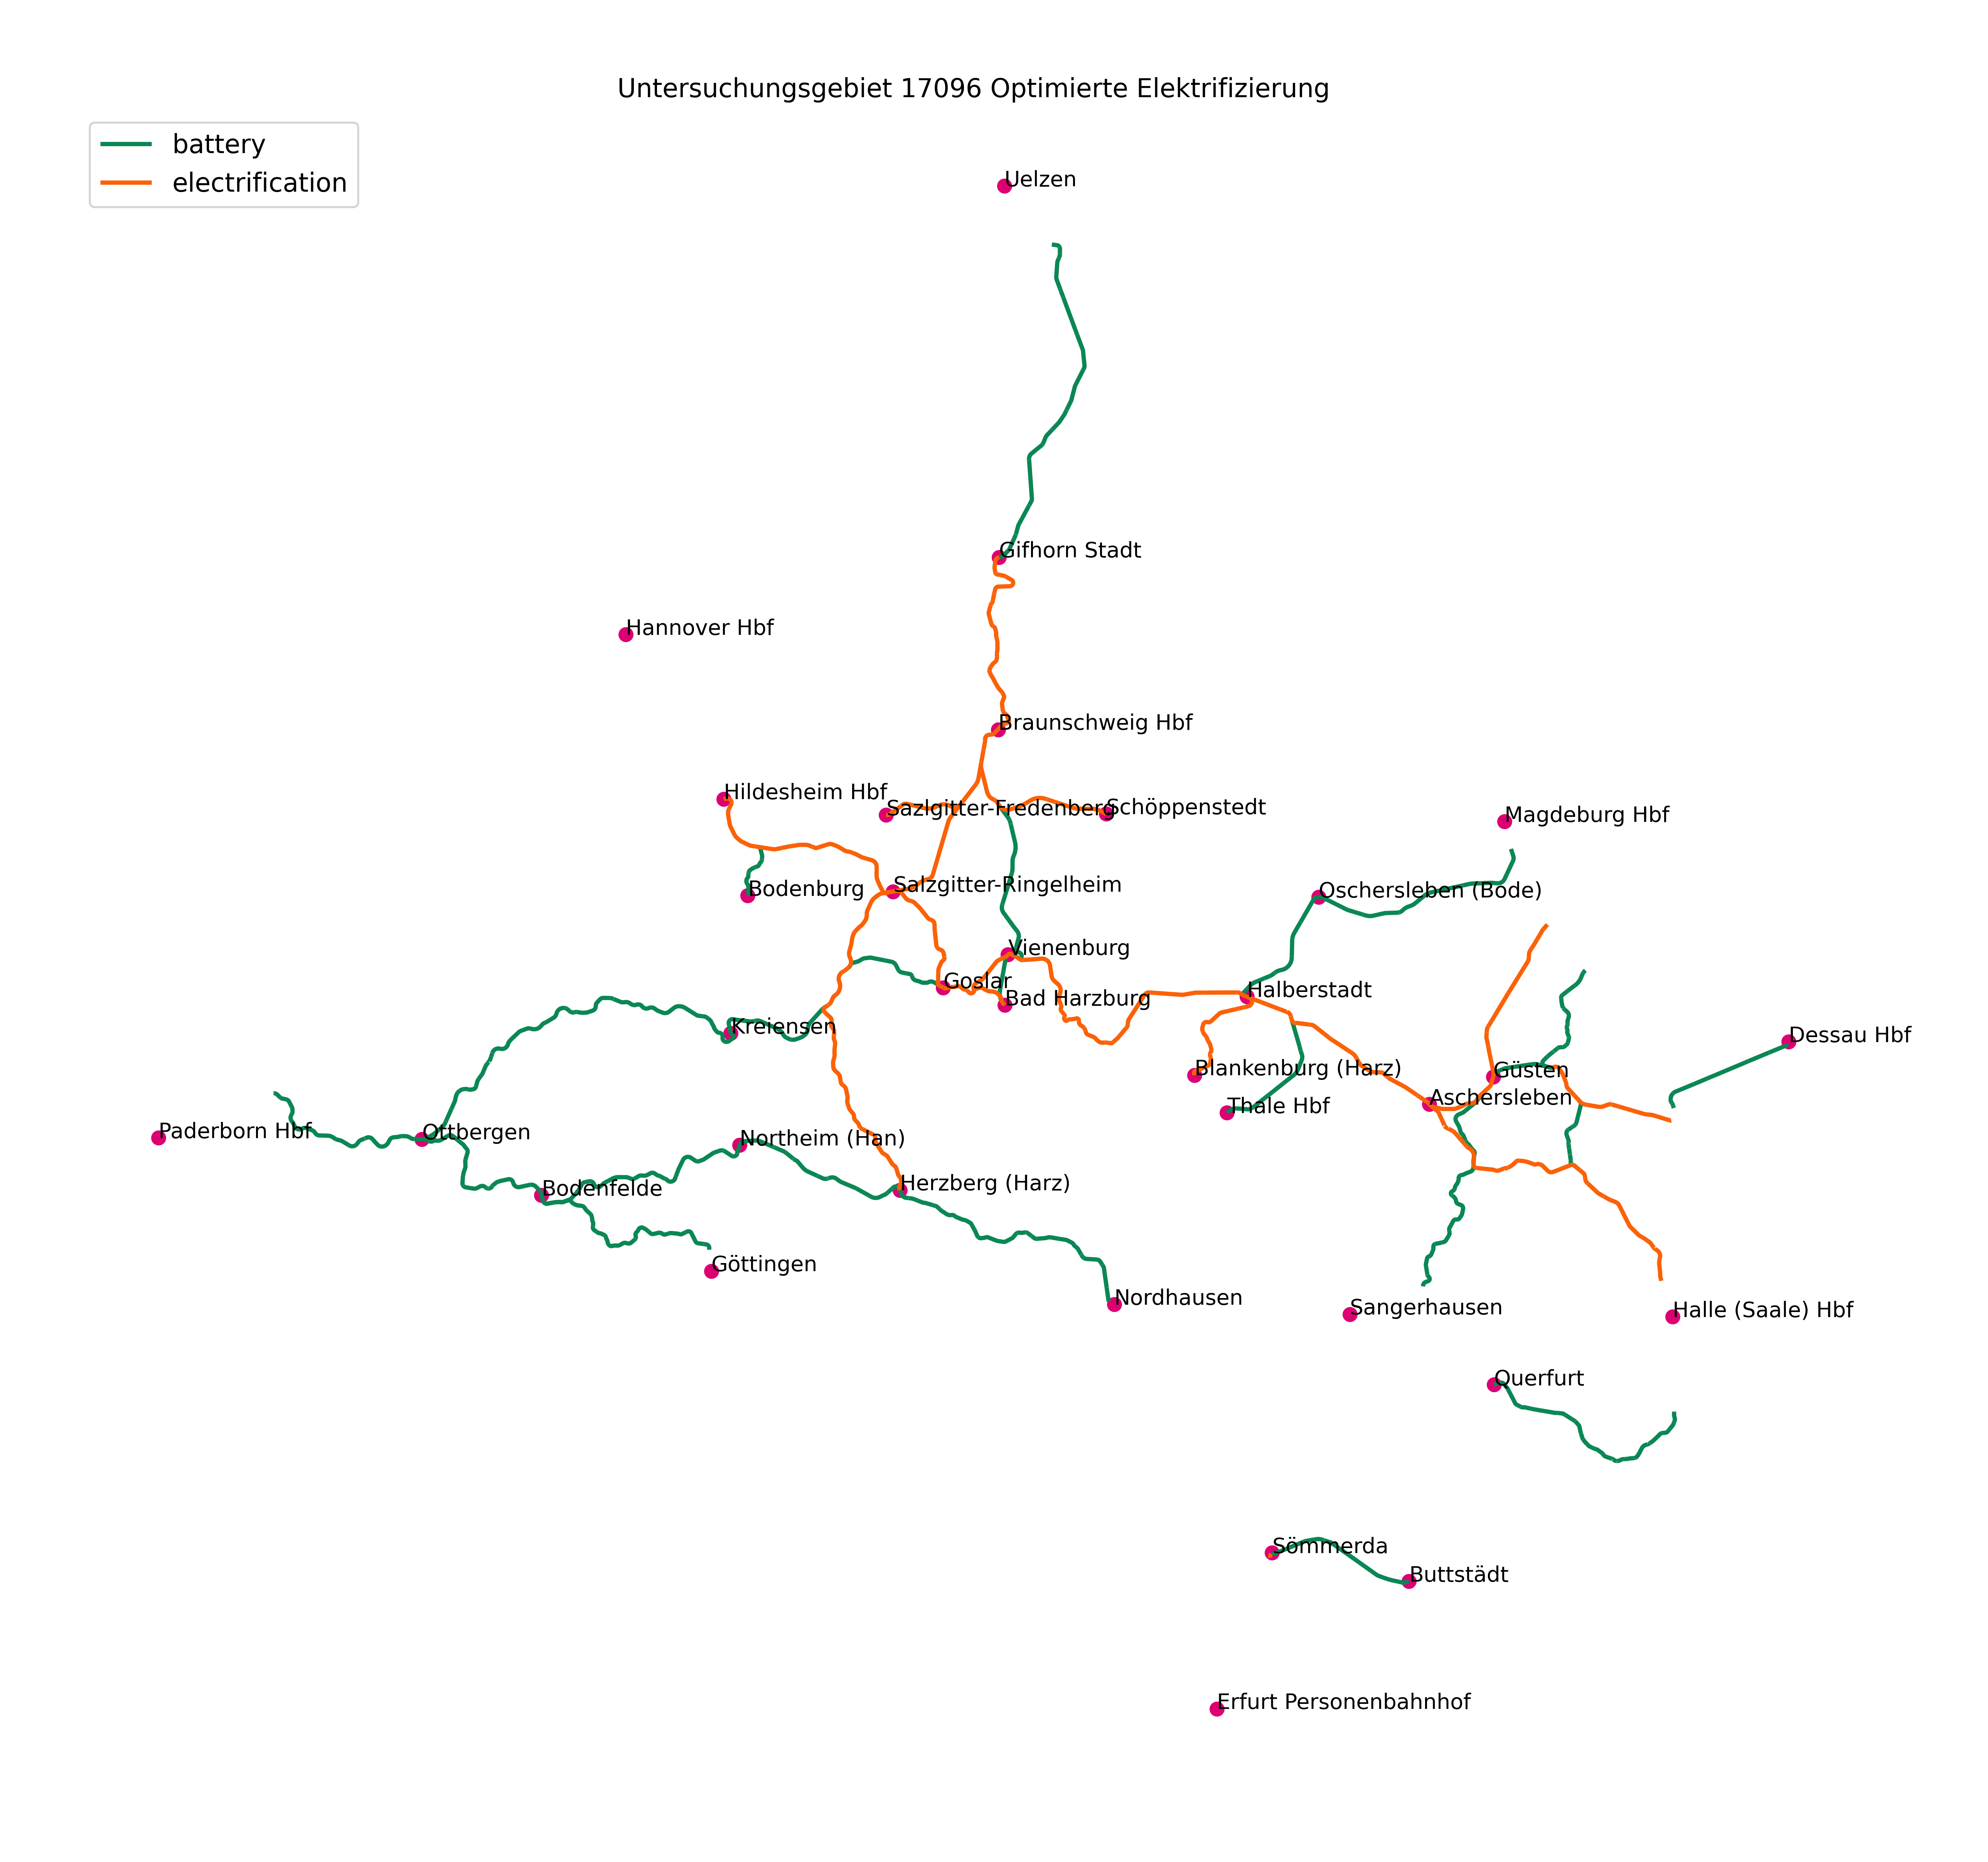 Untersuchungsgebiet 17096 Optimierte Elektrifizierung
battery
electrification
Uelzen
Gifhorn Stadt
Hannover Hbf
Braunschweig Hbf
Hildesheim Hbf
Sazlgitter-Fredenberg
Schöppenstedt
Magdeburg Hbf
Bodenburg
Salzgitter-Ringelheim
Oschersleben (Bode)
Vienenburg
Goslar
Bad Harzburg
Halberstadt
Kreiensen
Dessau Hbf
Blankenburg (Harz)
Güsten
Thale Hbf
Aschersleben
Paderborn Hbf
Ottbergen
Northeim (Han)
Bodenfelde
Herzberg (Harz)
Göttingen
Nordhausen
Sangerhausen
Halle (Saale) Hbf
Querfurt
Sömmerda
Buttstädt
Erfurt Personenbahnhof